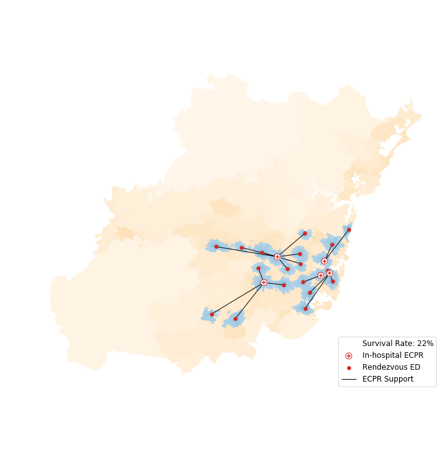 Survival Rate: 22%
In-hospital ECPR
Rendezvous ED
ECPR Support